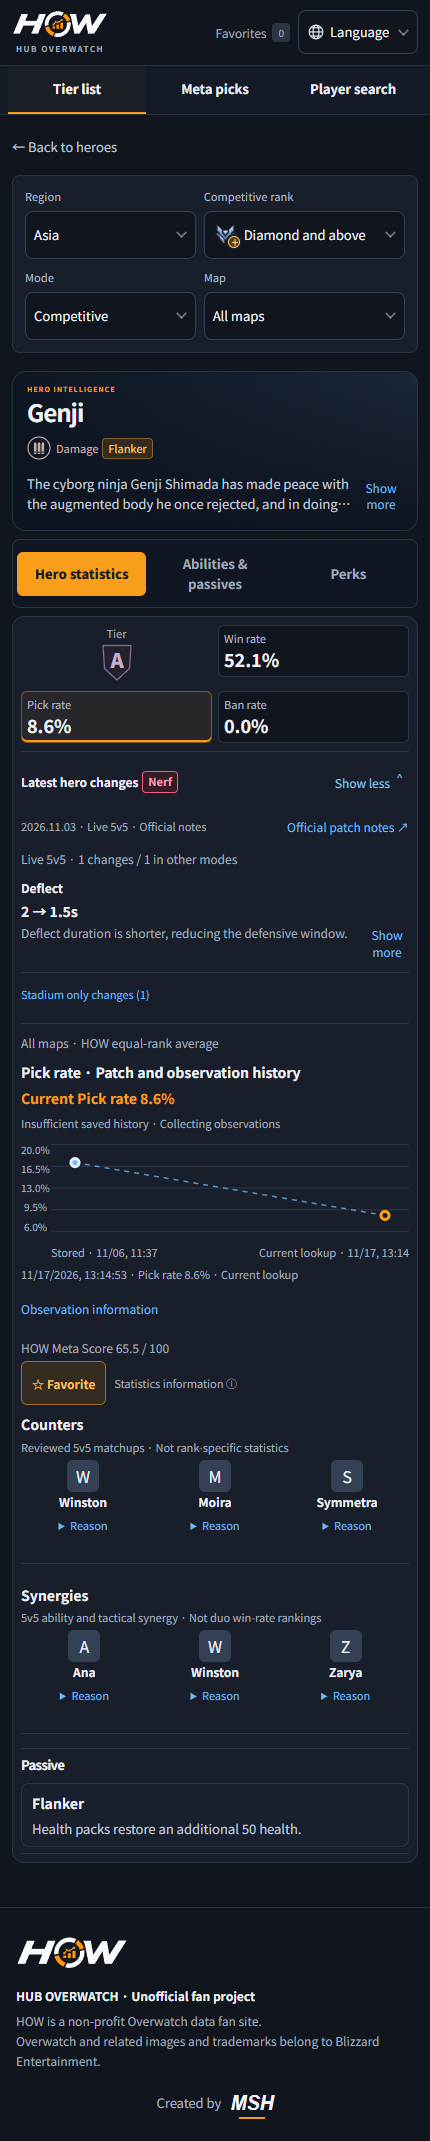 HOW
HUB OVERWATCH
Favorites 0
Language
Tier list
Meta picks
Player search
← Back to heroes
Region
Competitive rank
Asia
Diamond and above
Mode
Map
Competitive
All maps
HERO INTELLIGENCE
Genji
Damage Flanker
The cyborg ninja Genji Shimada has made peace with
the augmented body he once rejected, and in doing···
Show
more
Hero statistics
Abilities &
passives
Perks
Tier
A
Win rate
52.1%
Pick rate
8.6%
Ban rate
0.0%
Latest hero changes Nerf
Show less ^
2026.11.03 · Live 5v5 · Official notes
Official patch notes ↗
Live 5v5 · 1 changes / 1 in other modes
Deflect
2 → 1.5s
Deflect duration is shorter, reducing the defensive window.
Show
more
Stadium only changes (1)
All maps · HOW equal-rank average
Pick rate · Patch and observation history
Current Pick rate 8.6%
Insufficient saved history · Collecting observations
20.0%
16.5%
13.0%
9.5%
6.0%
Stored · 11/06, 11:37
Current lookup · 11/17, 13:14
11/17/2026, 13:14:53 · Pick rate 8.6% · Current lookup
Observation information
HOW Meta Score 65.5 / 100
☆ Favorite
Statistics information ⓘ
Counters
Reviewed 5v5 matchups · Not rank-specific statistics
W
M
S
Winston
Moira
Symmetra
▶ Reason
▶ Reason
▶ Reason
Synergies
5v5 ability and tactical synergy · Not duo win-rate rankings
A
W
Z
Ana
Winston
Zarya
▶ Reason
▶ Reason
▶ Reason
Passive
Flanker
Health packs restore an additional 50 health.
HOW
HUB OVERWATCH · Unofficial fan project
HOW is a non-profit Overwatch data fan site.
Overwatch and related images and trademarks belong to Blizzard
Entertainment.
Created by MSH